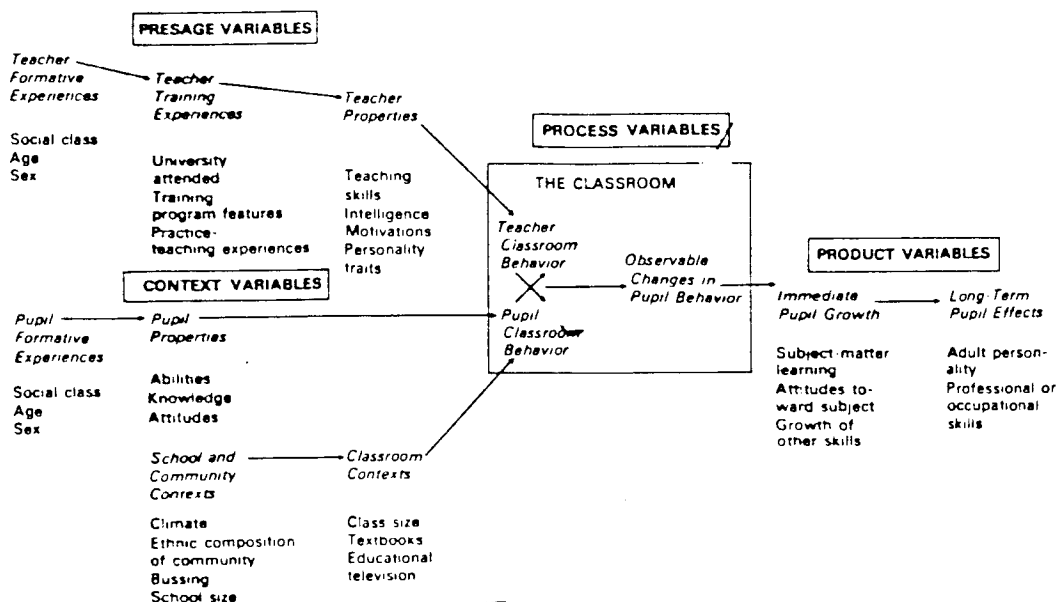 PRESAGE VARIABLES
Teacher
Formative
Experiences
Social class
Age
Sex
Teacher
Training
Experiences
University
attended
Training
program features
Practice-
teaching experiences
Teacher
Properties
Teaching
skills
Intelligence
Motivations
Personality
traits
CONTEXT VARIABLES
Pupil
Formative
Experiences
Social class
Age
Sex
Pupil
Properties
Abilities
Knowledge
Attitudes
School and
Community
Contexts
Climate
Ethnic composition
of community
Bussing
School size
Classroom
Contexts
Class size
Textbooks
Educational
television
PROCESS VARIABLES
THE CLASSROOM
Teacher
Classroom
Behavior
Pupil
Classroom
Behavior
Observable
Changes in
Pupil Behavior
PRODUCT VARIABLES
Immediate
Pupil Growth
Subject-matter
learning
Attitudes to-
ward subject
Growth of
other skills
Long-Term
Pupil Effects
Adult person-
ality
Professional or
occupational
skills